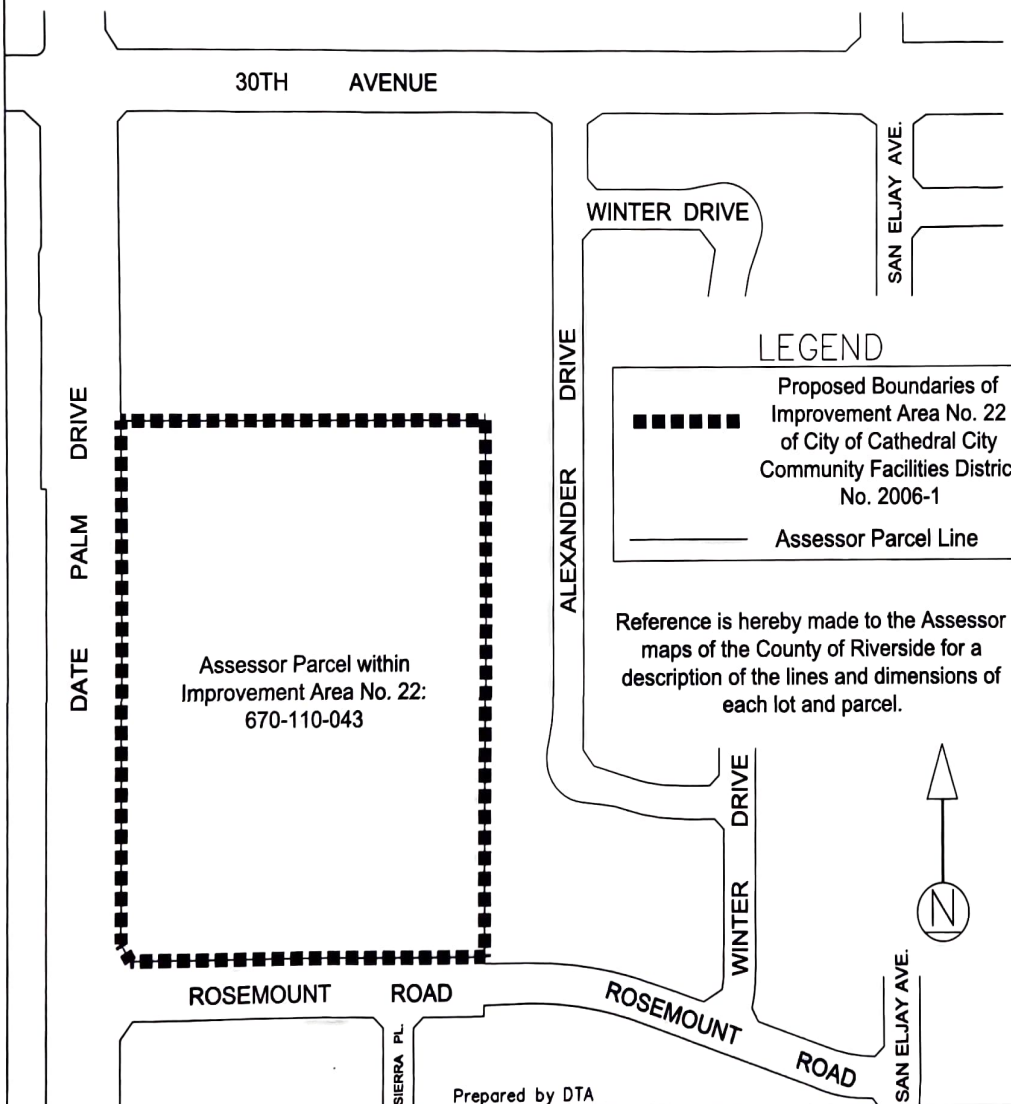 30TH AVENUE
SAN ELJAY AVE.
WINTER DRIVE
LEGEND
Proposed Boundaries of
Improvement Area No. 22
of City of Cathedral City
Community Facilities Distric
No. 2006-1
Assessor Parcel Line
DATE PALM DRIVE
ALEXANDER DRIVE
Reference is hereby made to the Assessor
maps of the County of Riverside for a
description of the lines and dimensions of
each lot and parcel.
Assessor Parcel within
Improvement Area No. 22:
670-110-043
WINTER DRIVE
N
ROSEMOUNT ROAD
ROSEMOUNT ROAD
SAN ELJAY AVE.
SIERRA PL.
Prepared by DTA